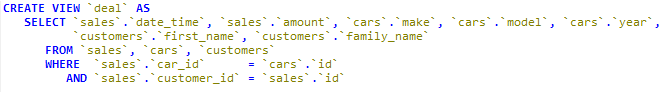 CREATE VIEW `deal` AS
SELECT `sales`.`date_time`, `sales`.`amount`, `cars`.`make`, `cars`.`model`, `cars`.`year`,
`customers`.`first_name`, `customers`.`family_name`
FROM `sales`, `cars`, `customers`
WHERE `sales`.`car_id` = `cars`.`id`
AND `sales`.`customer_id` = `sales`.`id`